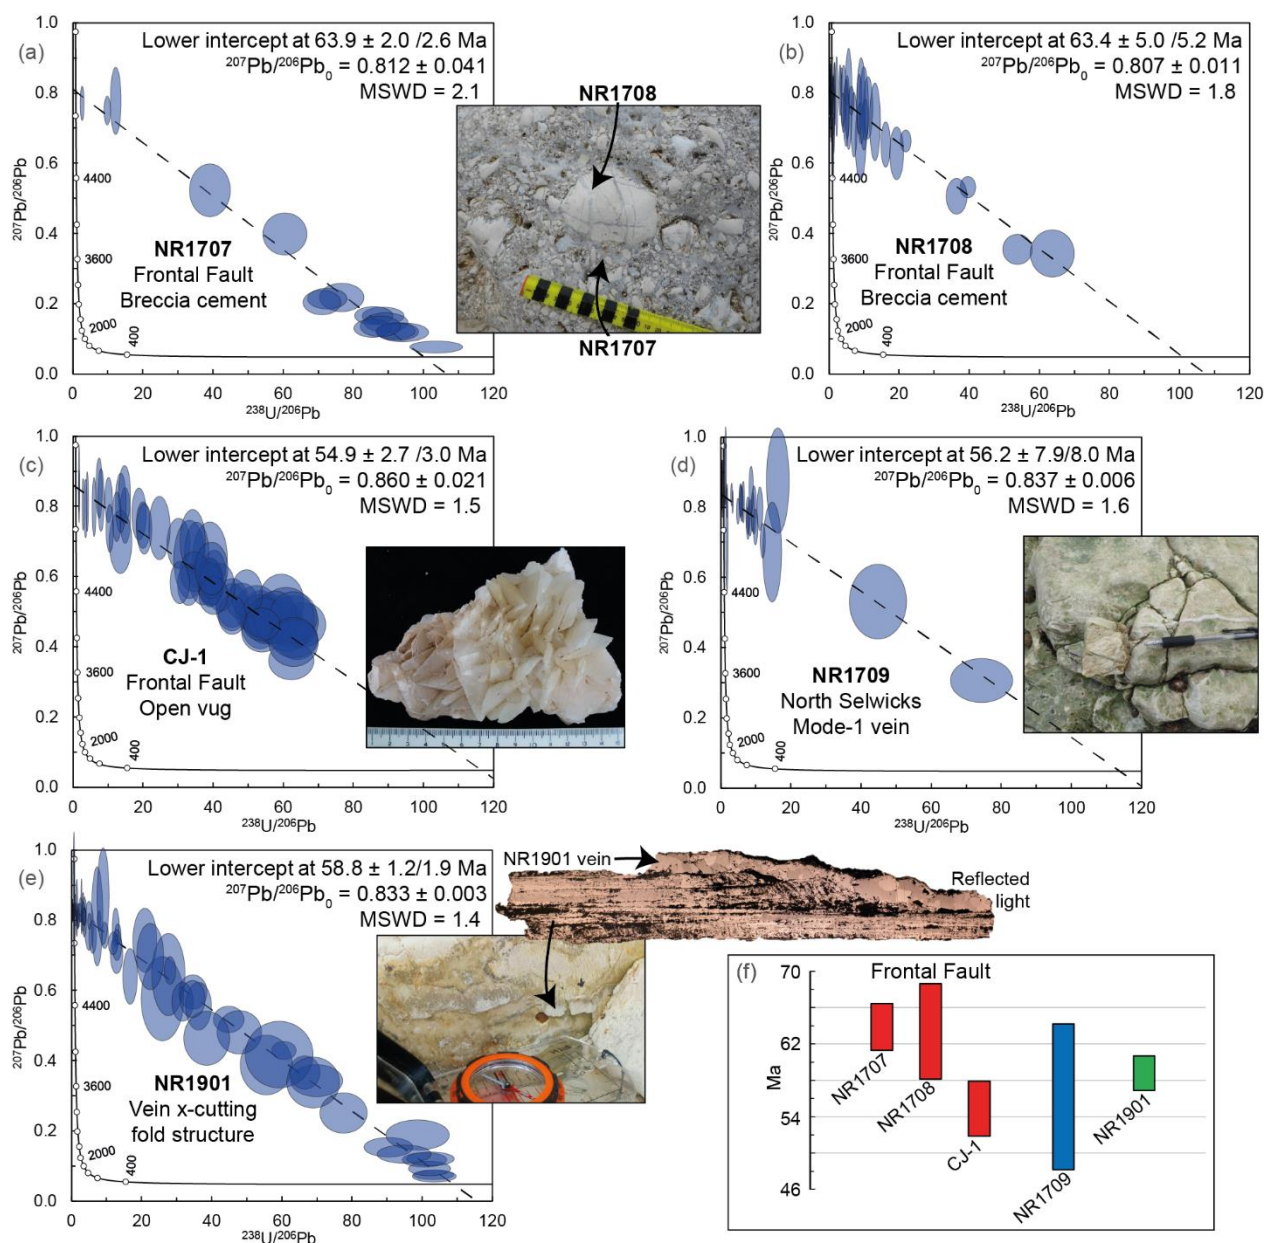 (a)
Lower intercept at 63.9 ± 2.0 /2.6 Ma
²⁰⁷Pb/²⁰⁶Pb₀ = 0.812 ± 0.041
MSWD = 2.1
1.0
0.8
0.6
0.4
0.2
0.0
²⁰⁷Pb/²⁰⁶Pb
4400
3600
2000
400
NR1707
Frontal Fault
Breccia cement
0
20
40
60
80
100
120
²³⁸U/²⁰⁶Pb
NR1708
NR1707
(b)
Lower intercept at 63.4 ± 5.0 /5.2 Ma
²⁰⁷Pb/²⁰⁶Pb₀ = 0.807 ± 0.011
MSWD = 1.8
1.0
0.8
0.6
0.4
0.2
0.0
²⁰⁷Pb/²⁰⁶Pb
4400
3600
2000
400
NR1708
Frontal Fault
Breccia cement
0
20
40
60
80
100
120
²³⁸U/²⁰⁶Pb
(c)
Lower intercept at 54.9 ± 2.7 /3.0 Ma
²⁰⁷Pb/²⁰⁶Pb₀ = 0.860 ± 0.021
MSWD = 1.5
1.0
0.8
0.6
0.4
0.2
0.0
²⁰⁷Pb/²⁰⁶Pb
4400
3600
2000
400
CJ-1
Frontal Fault
Open vug
0
20
40
60
80
100
120
²³⁸U/²⁰⁶Pb
(d)
Lower intercept at 56.2 ± 7.9/8.0 Ma
²⁰⁷Pb/²⁰⁶Pb₀ = 0.837 ± 0.006
MSWD = 1.6
1.0
0.8
0.6
0.4
0.2
0.0
²⁰⁷Pb/²⁰⁶Pb
4400
3600
2000
400
NR1709
North Selwicks
Mode-1 vein
0
20
40
60
80
100
120
²³⁸U/²⁰⁶Pb
(e)
Lower intercept at 58.8 ± 1.2/1.9 Ma
²⁰⁷Pb/²⁰⁶Pb₀ = 0.833 ± 0.003
MSWD = 1.4
1.0
0.8
0.6
0.4
0.2
0.0
²⁰⁷Pb/²⁰⁶Pb
4400
3600
2000
400
NR1901
Vein x-cutting
fold structure
0
20
40
60
80
100
120
²³⁸U/²⁰⁶Pb
NR1901 vein
Reflected
light
(f)
Frontal Fault
70
62
54
46
Ma
NR1707
NR1708
CJ-1
NR1709
NR1901